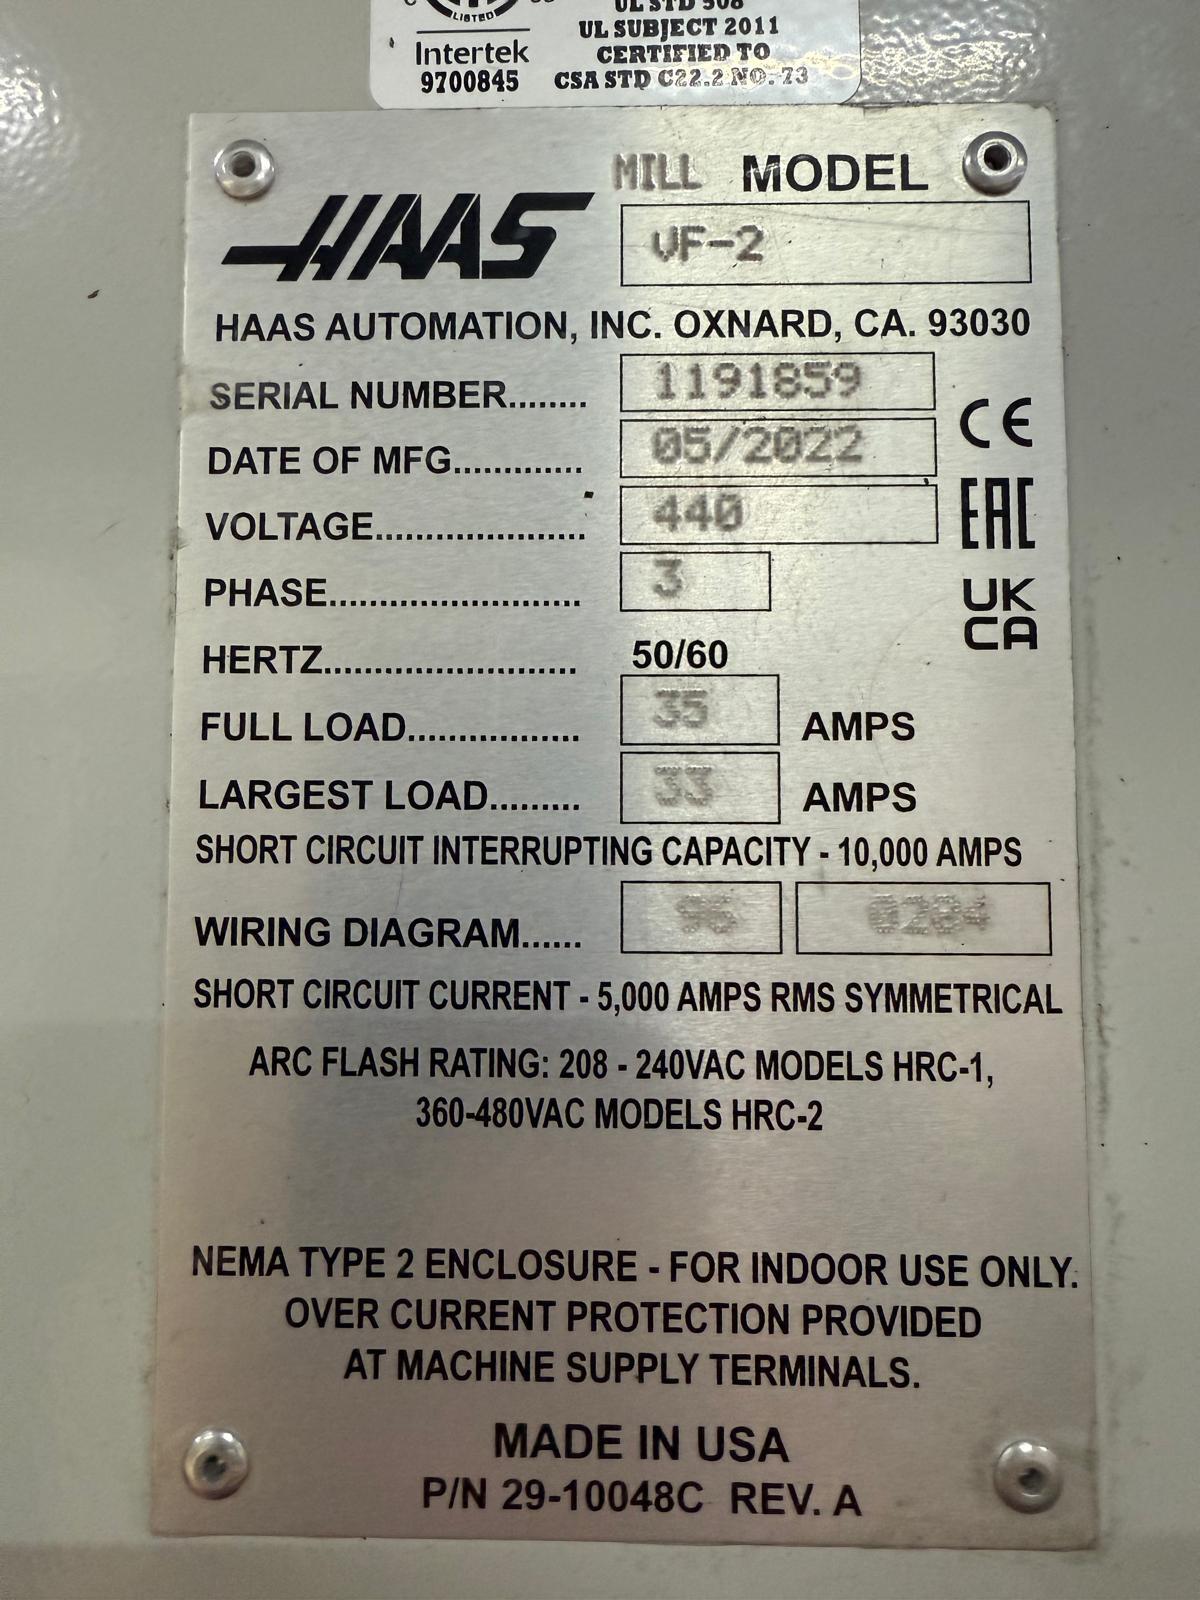 LISTED
UL STD 508
UL SUBJECT 2011
Intertek CERTIFIED TO
9700845 CSA STD C22.2 NO. 73
MILL MODEL
HAAS VF-2
HAAS AUTOMATION, INC. OXNARD, CA. 93030
SERIAL NUMBER........ 1191859
DATE OF MFG............. 05/2022
CE
VOLTAGE..................... 440
EAC
PHASE......................... 3
UK
CA
HERTZ......................... 50/60
FULL LOAD................. 35 AMPS
LARGEST LOAD......... 33 AMPS
SHORT CIRCUIT INTERRUPTING CAPACITY - 10,000 AMPS
WIRING DIAGRAM......
SHORT CIRCUIT CURRENT - 5,000 AMPS RMS SYMMETRICAL
ARC FLASH RATING: 208 - 240VAC MODELS HRC-1,
360-480VAC MODELS HRC-2
NEMA TYPE 2 ENCLOSURE - FOR INDOOR USE ONLY.
OVER CURRENT PROTECTION PROVIDED
AT MACHINE SUPPLY TERMINALS.
MADE IN USA
P/N 29-10048C REV. A